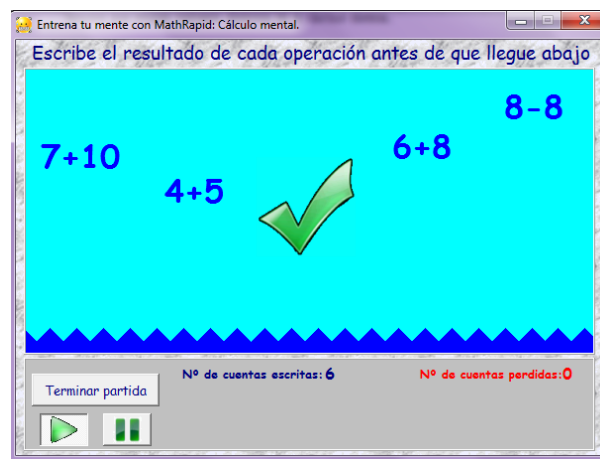 Entrena tu mente con MathRapid: Cálculo mental.
Escribe el resultado de cada operación antes de que llegue abajo
8-8
6+8
7+10
4+5
Nº de cuentas escritas: 6
Nº de cuentas perdidas: 0
Terminar partida